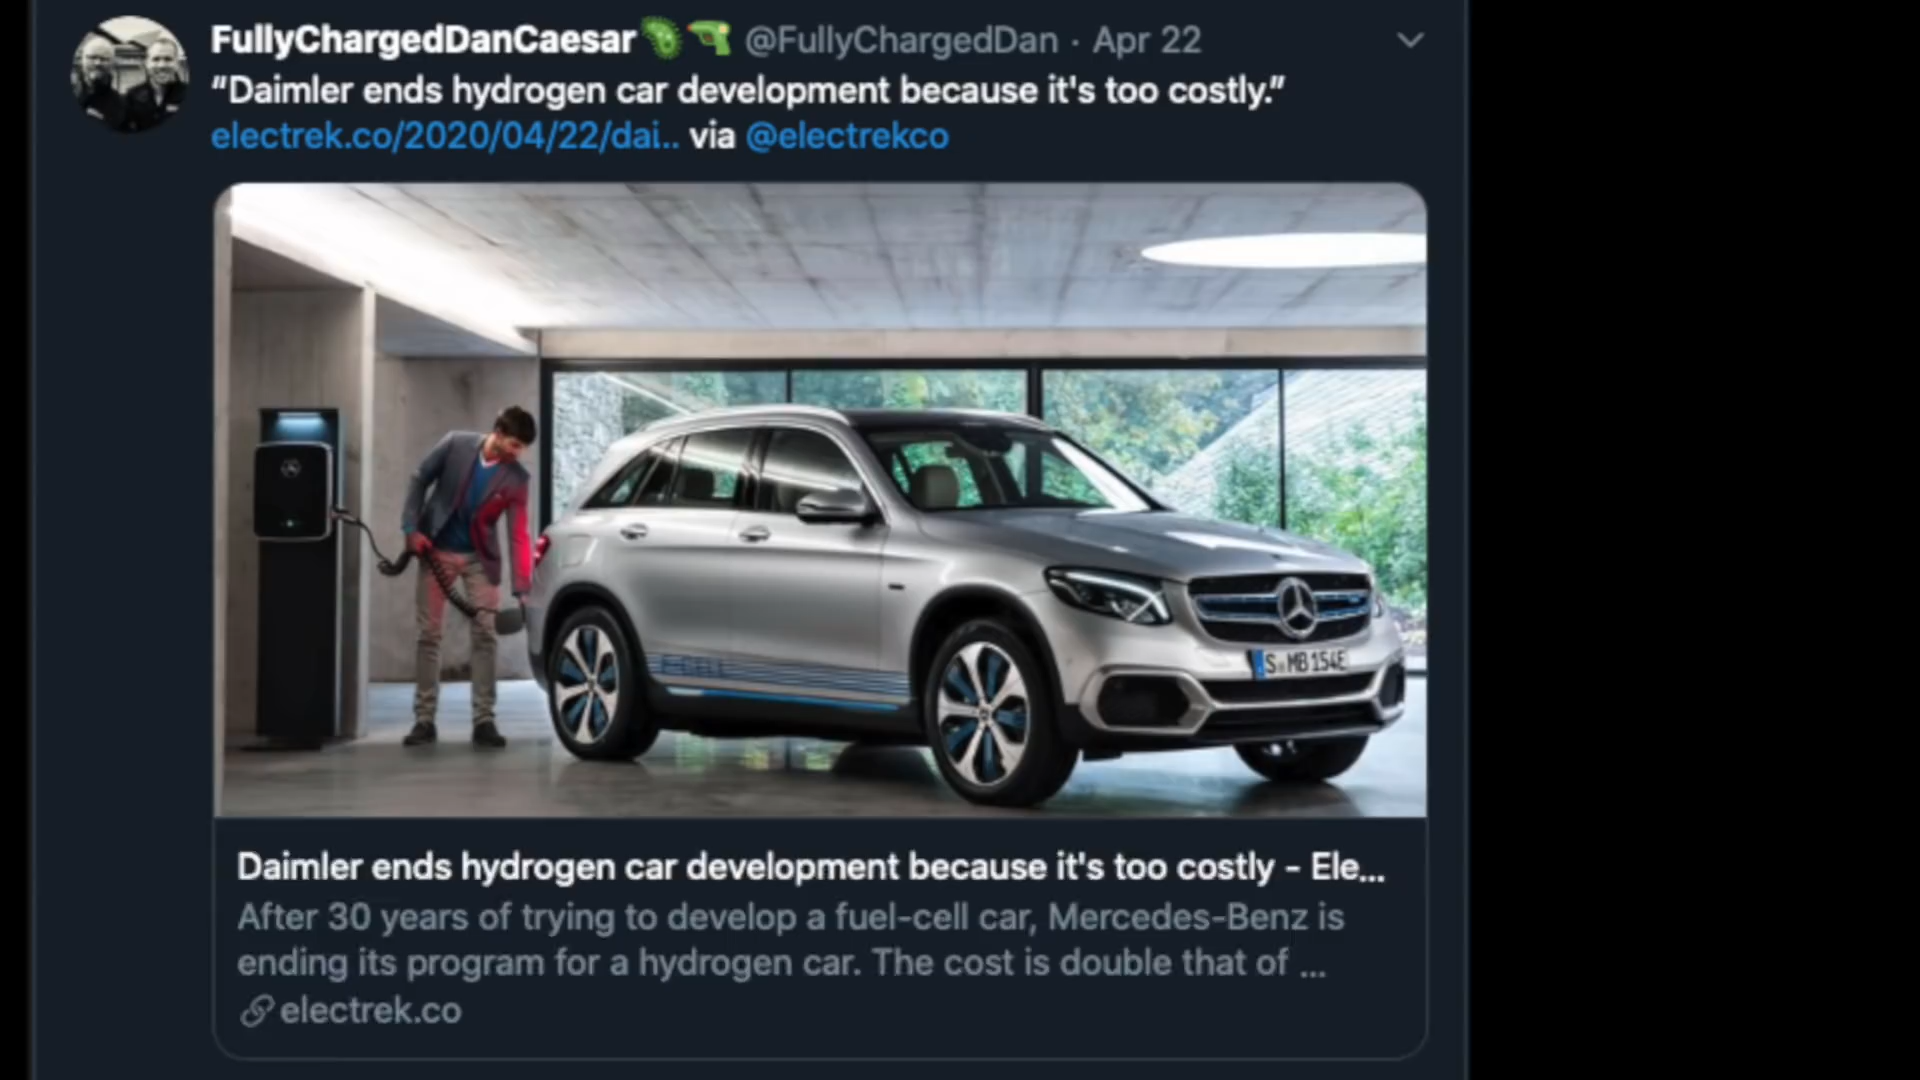 FullyChargedDanCaesar @FullyChargedDan · Apr 22
“Daimler ends hydrogen car development because it's too costly.”
electrek.co/2020/04/22/dai.. via @electrekco
F-CELL
S MB 154E
Daimler ends hydrogen car development because it's too costly - Ele...
After 30 years of trying to develop a fuel-cell car, Mercedes-Benz is
ending its program for a hydrogen car. The cost is double that of ...
electrek.co